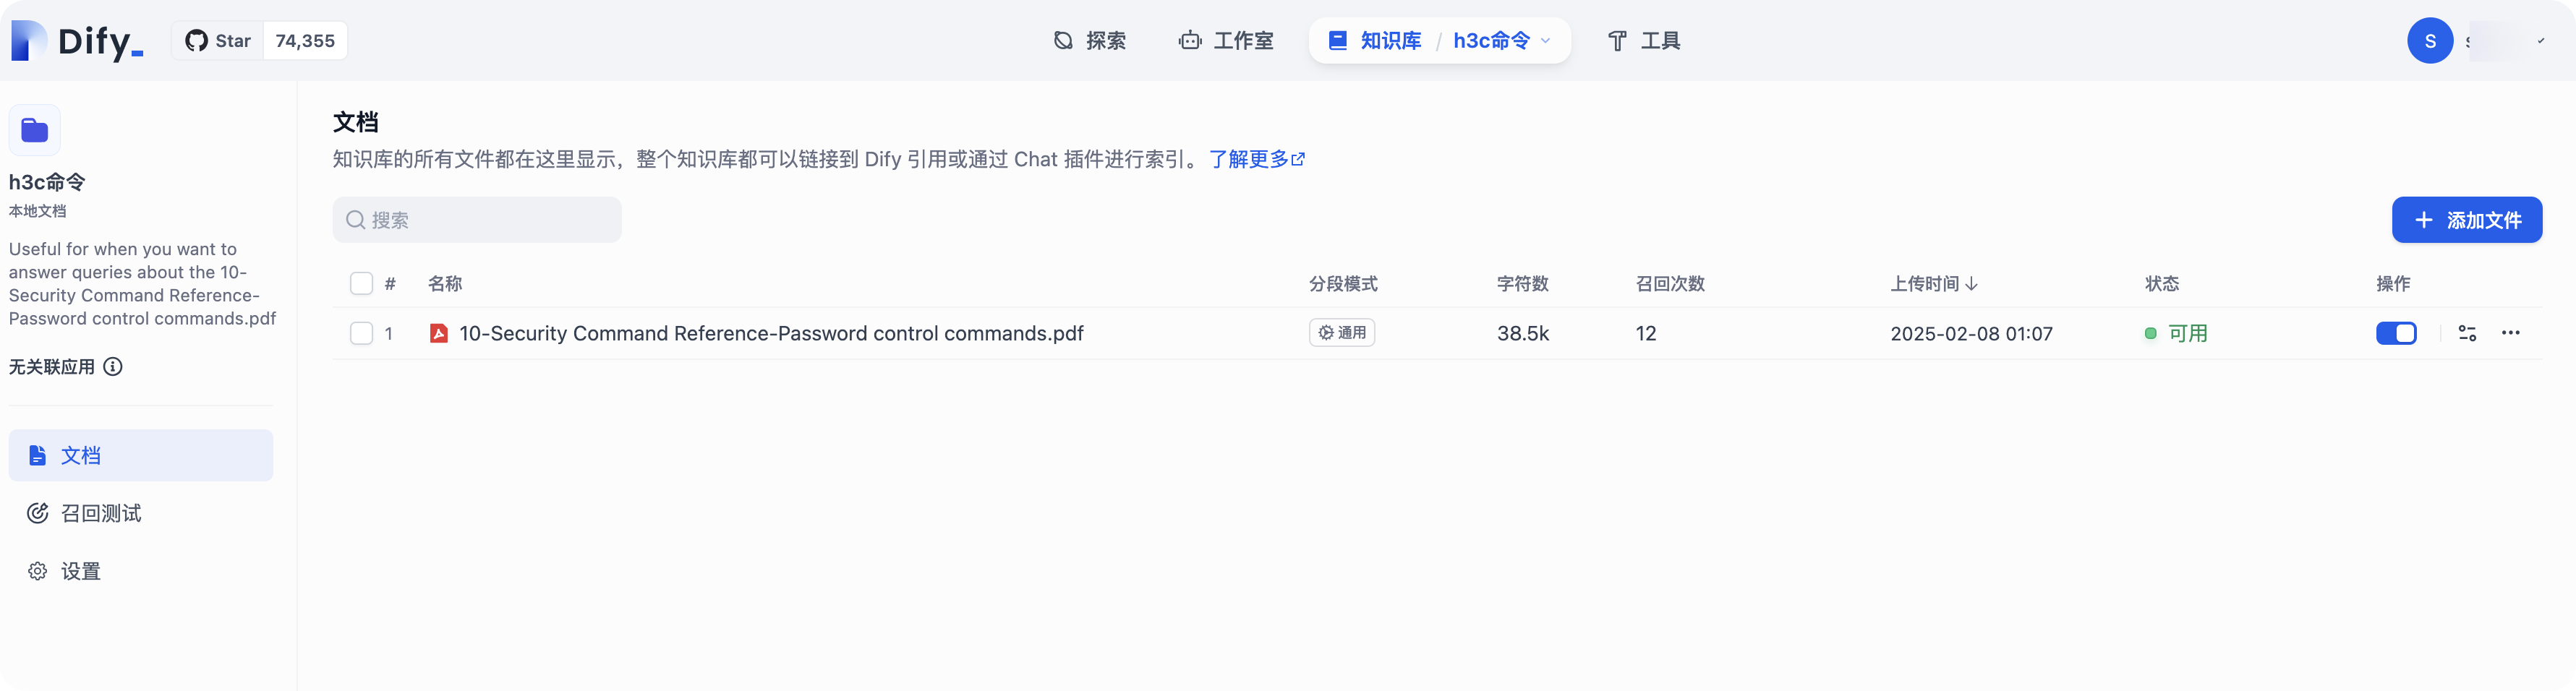 Dify_
Star 74,355
探索
工作室
知识库 / h3c命令
工具
S
h3c命令
本地文档
Useful for when you want to
answer queries about the 10-
Security Command Reference-
Password control commands.pdf
无关联应用
文档
召回测试
设置
文档
知识库的所有文件都在这里显示，整个知识库都可以链接到 Dify 引用或通过 Chat 插件进行索引。 了解更多
搜索
添加文件
# 名称 分段模式 字符数 召回次数 上传时间 状态 操作
1 10-Security Command Reference-Password control commands.pdf 通用 38.5k 12 2025-02-08 01:07 可用